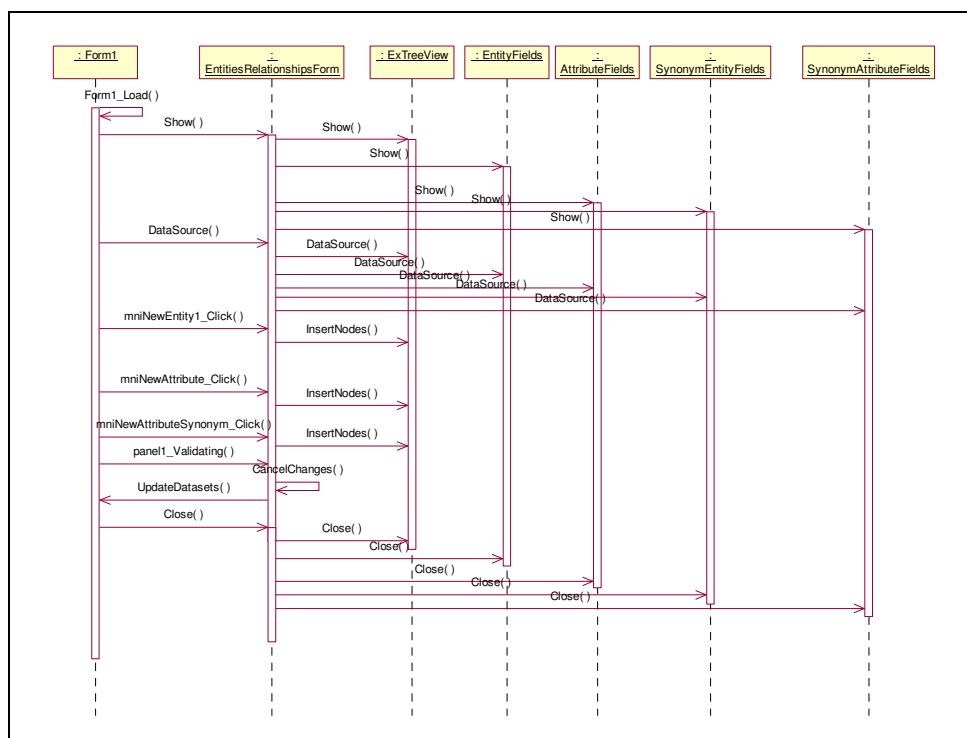 : Form1
:
EntitiesRelationshipsForm
: ExTreeView
: EntityFields
:
AttributeFields
:
SynonymEntityFields
:
SynonymAttributeFields
Form1_Load( )
Show( )
Show( )
Show( )
Show( )
Show( )
Show( )
DataSource( )
DataSource( )
DataSource( )
DataSource( )
DataSource( )
DataSource( )
mniNewEntity1_Click( )
InsertNodes( )
mniNewAttribute_Click( )
InsertNodes( )
mniNewAttributeSynonym_Click( )
InsertNodes( )
panel1_Validating( )
CancelChanges( )
UpdateDatasets( )
Close( )
Close( )
Close( )
Close( )
Close( )
Close( )